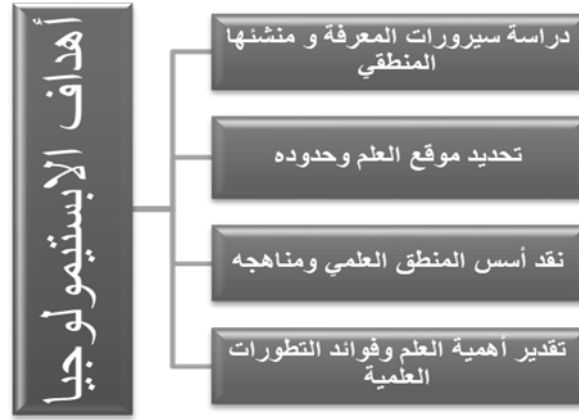 أهداف الابستيمولوجيا
دراسة سيرورات المعرفة و منشئها
المنطقي
تحديد موقع العلم وحدوده
نقد أسس المنطق العلمي ومناهجه
تقدير أهمية العلم وفوائد التطورات
العلمية